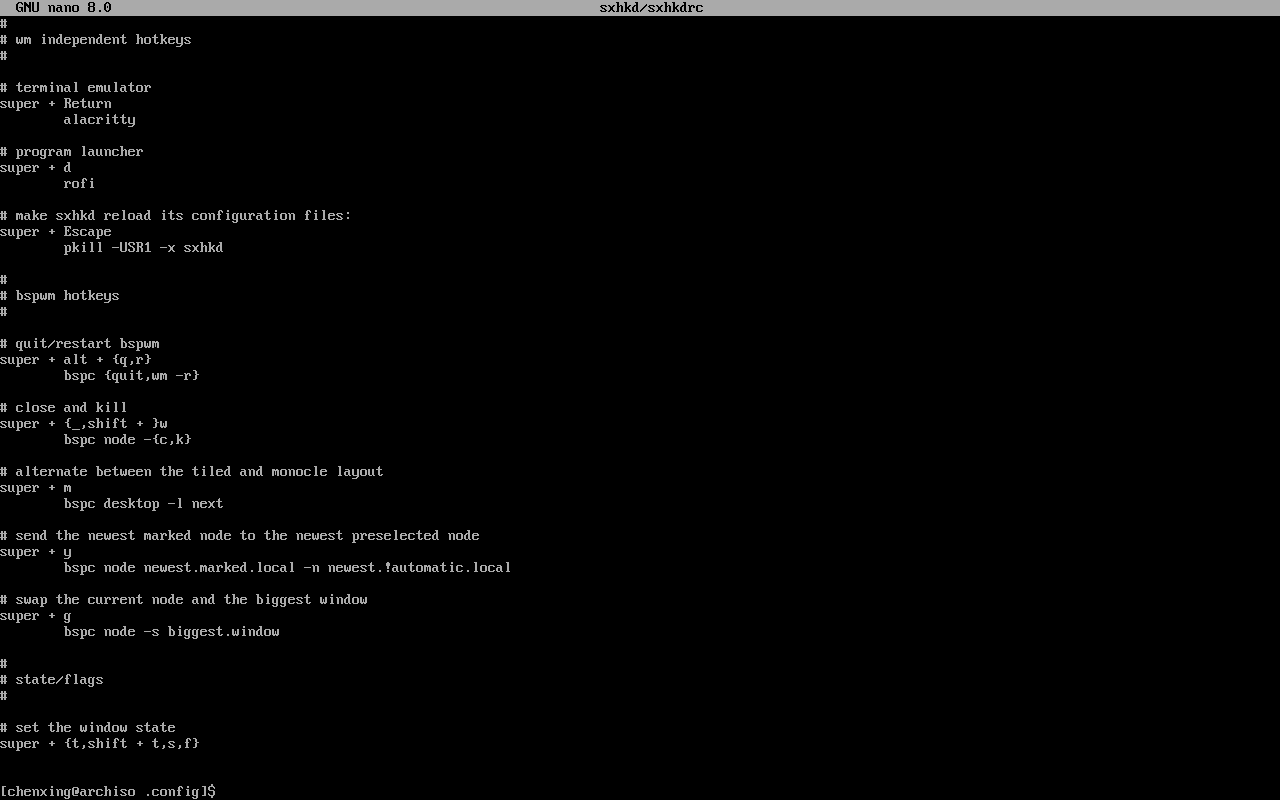 GNU nano 8.0 sxhkd/sxhkdrc
#
# wm independent hotkeys
#
# terminal emulator
super + Return
alacritty
# program launcher
super + d
rofi
# make sxhkd reload its configuration files:
super + Escape
pkill -USR1 -x sxhkd
#
# bspwm hotkeys
#
# quit/restart bspwm
super + alt + {q,r}
bspc {quit,wm -r}
# close and kill
super + {_,shift + }w
bspc node -{c,k}
# alternate between the tiled and monocle layout
super + m
bspc desktop -l next
# send the newest marked node to the newest preselected node
super + y
bspc node newest.marked.local -n newest.!automatic.local
# swap the current node and the biggest window
super + g
bspc node -s biggest.window
#
# state/flags
#
# set the window state
super + {t,shift + t,s,f}
[chenxing@archiso .config]$